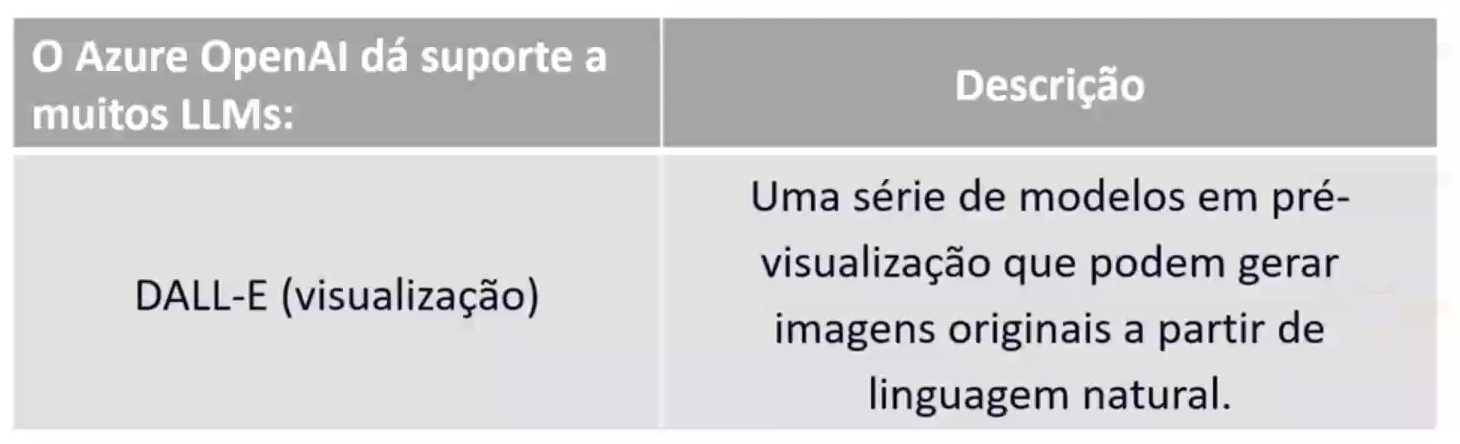 O Azure OpenAI dá suporte a
muitos LLMs:
Descrição
DALL-E (visualização)
Uma série de modelos em pré-
visualização que podem gerar
imagens originais a partir de
linguagem natural.